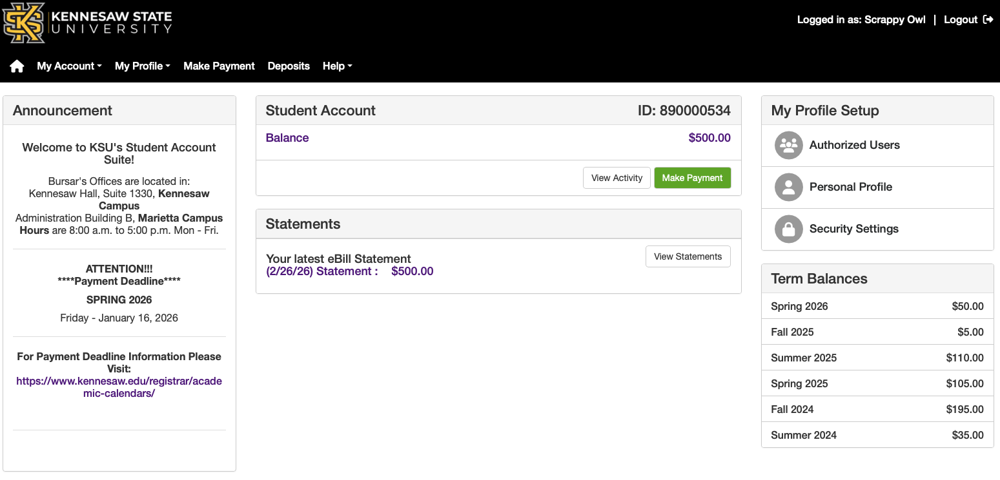 KENNESAW STATE
UNIVERSITY
Logged in as: Scrappy Owl | Logout
My Account
My Profile
Make Payment
Deposits
Help
Announcement
Welcome to KSU's Student Account
Suite!
Bursar's Offices are located in:
Kennesaw Hall, Suite 1330, Kennesaw
Campus
Administration Building B, Marietta Campus
Hours are 8:00 a.m. to 5:00 p.m. Mon - Fri.
ATTENTION!!!
****Payment Deadline****
SPRING 2026
Friday - January 16, 2026
For Payment Deadline Information Please
Visit:
https://www.kennesaw.edu/registrar/acade
mic-calendars/
Student Account ID: 890000534
Balance $500.00
View Activity Make Payment
Statements
Your latest eBill Statement
(2/26/26) Statement : $500.00
View Statements
My Profile Setup
Authorized Users
Personal Profile
Security Settings
Term Balances
Spring 2026 $50.00
Fall 2025 $5.00
Summer 2025 $110.00
Spring 2025 $105.00
Fall 2024 $195.00
Summer 2024 $35.00